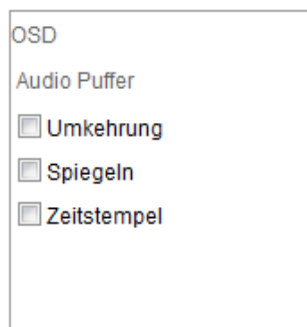 OSD
Audio Puffer
Umkehrung
Spiegeln
Zeitstempel